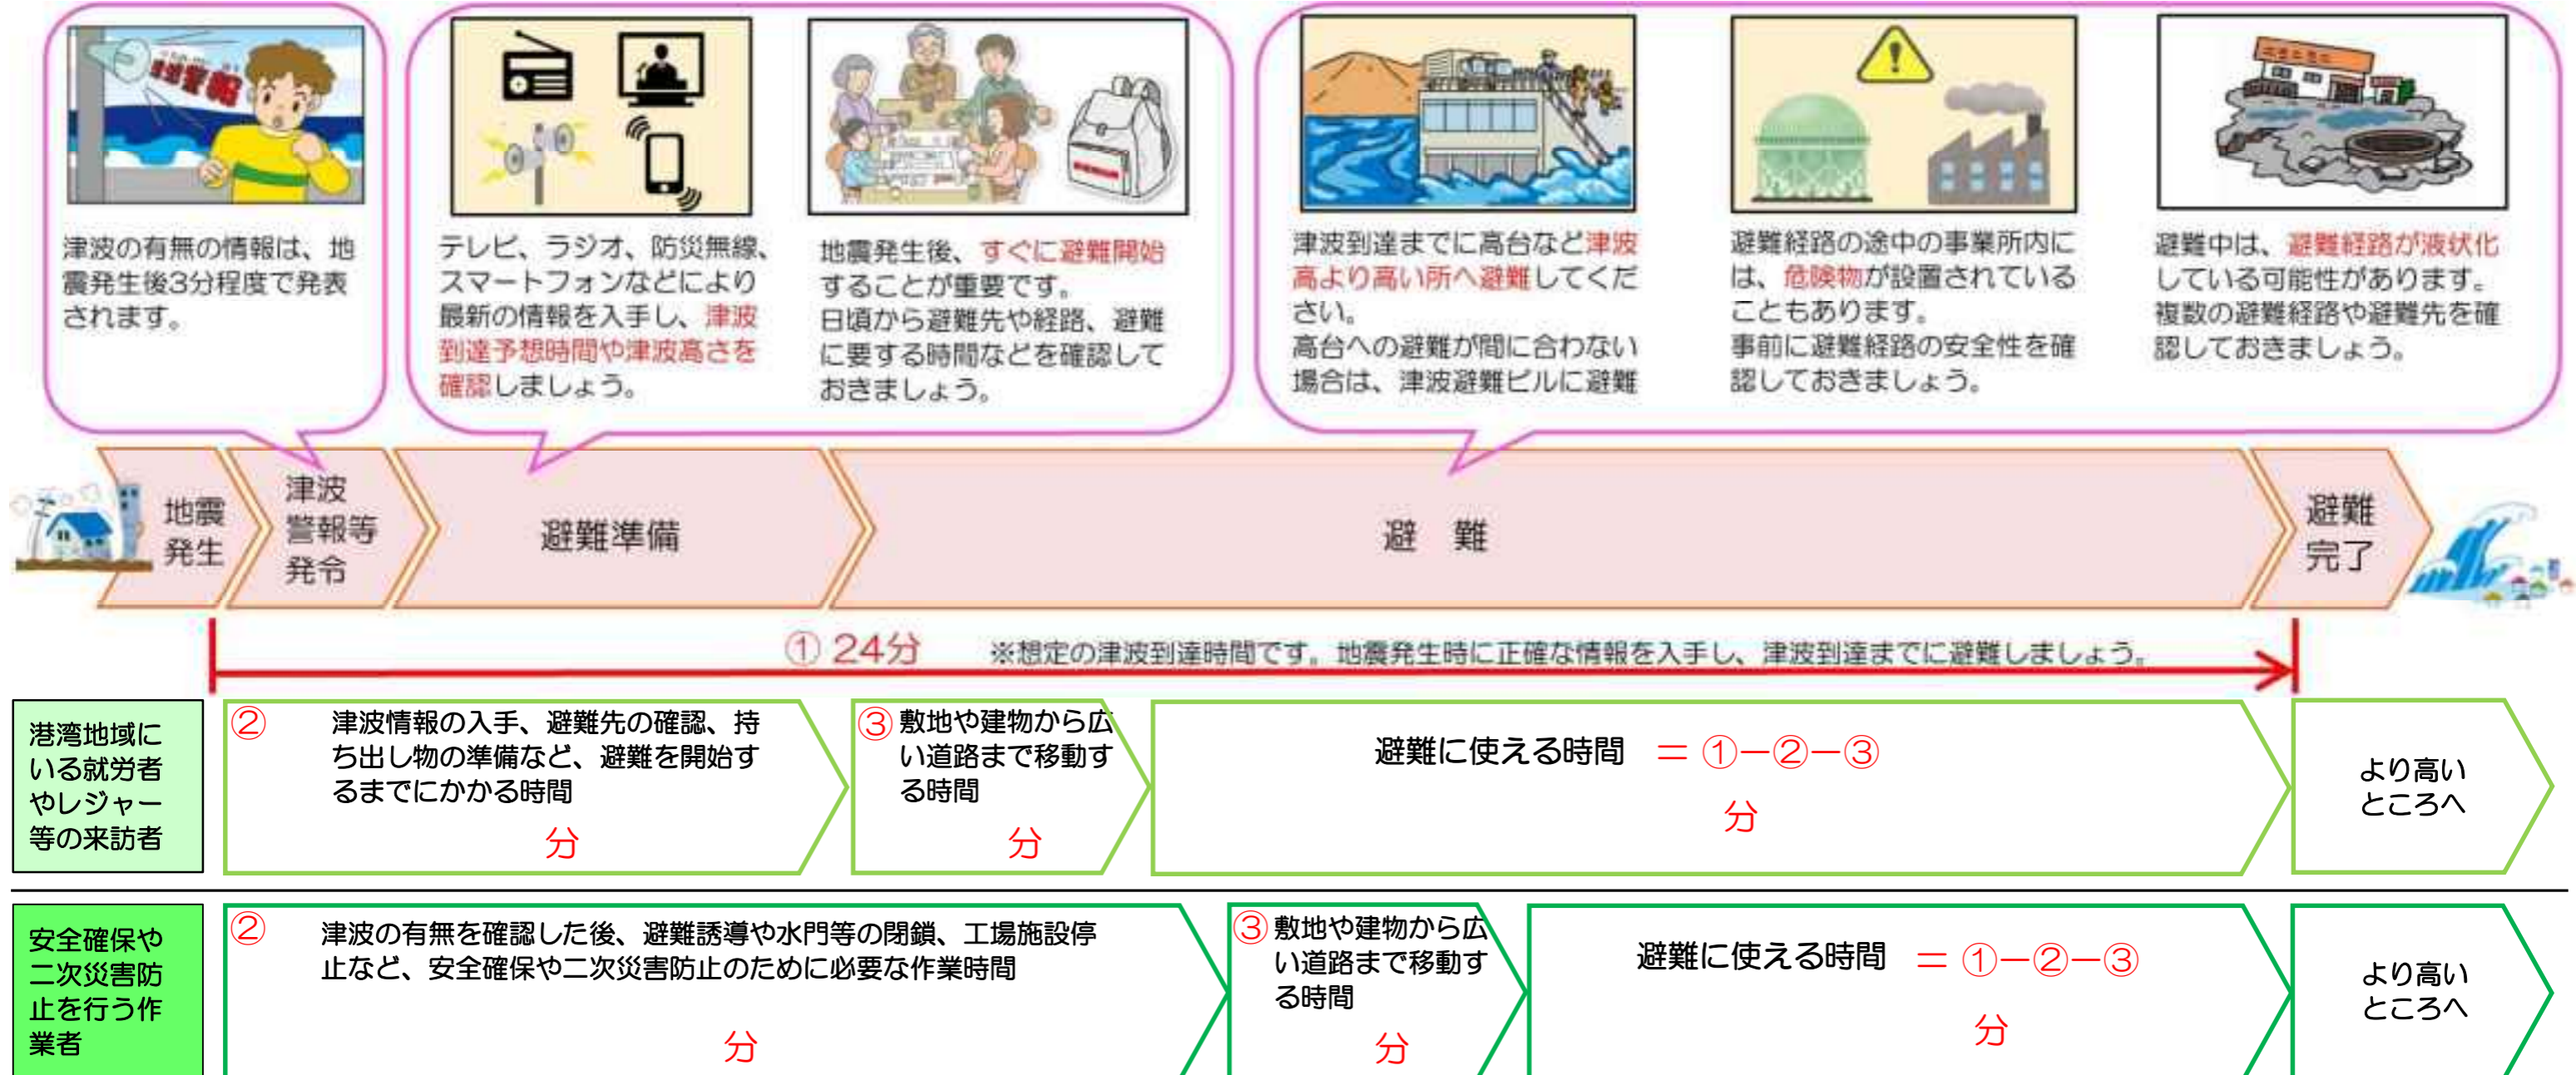 津波の有無の情報は、地
震発生後3分程度で発表
されます。
テレビ、ラジオ、防災無線、
スマートフォンなどにより
最新の情報を入手し、津波
到達予想時間や津波高さを
確認しましょう。
地震発生後、すぐに避難開始
することが重要です。
日頃から避難先や経路、避難
に要する時間などを確認して
おきましょう。
津波到達までに高台など津波
高より高い所へ避難してくだ
さい。
高台への避難が間に合わない
場合は、津波避難ビルに避難
避難経路の途中の事業所内に
は、危険物が設置されている
こともあります。
事前に避難経路の安全性を確
認しておきましょう。
避難中は、避難経路が液状化
している可能性があります。
複数の避難経路や避難先を確
認しておきましょう。
地震
発生
津波
警報等
発令
避難準備
避 難
避難
完了
① 24分 ※想定の津波到達時間です。地震発生時に正確な情報を入手し、津波到達までに避難しましょう。
港湾地域に
いる就労者
やレジャー
等の来訪者
② 津波情報の入手、避難先の確認、持
ち出し物の準備など、避難を開始す
るまでにかかる時間
分
③ 敷地や建物から広
い道路まで移動す
る時間
分
避難に使える時間 = ①-②-③
分
より高い
ところへ
安全確保や
二次災害防
止を行う作
業者
② 津波の有無を確認した後、避難誘導や水門等の閉鎖、工場施設停
止など、安全確保や二次災害防止のために必要な作業時間
分
③ 敷地や建物から広
い道路まで移動す
る時間
分
避難に使える時間 = ①-②-③
分
より高い
ところへ